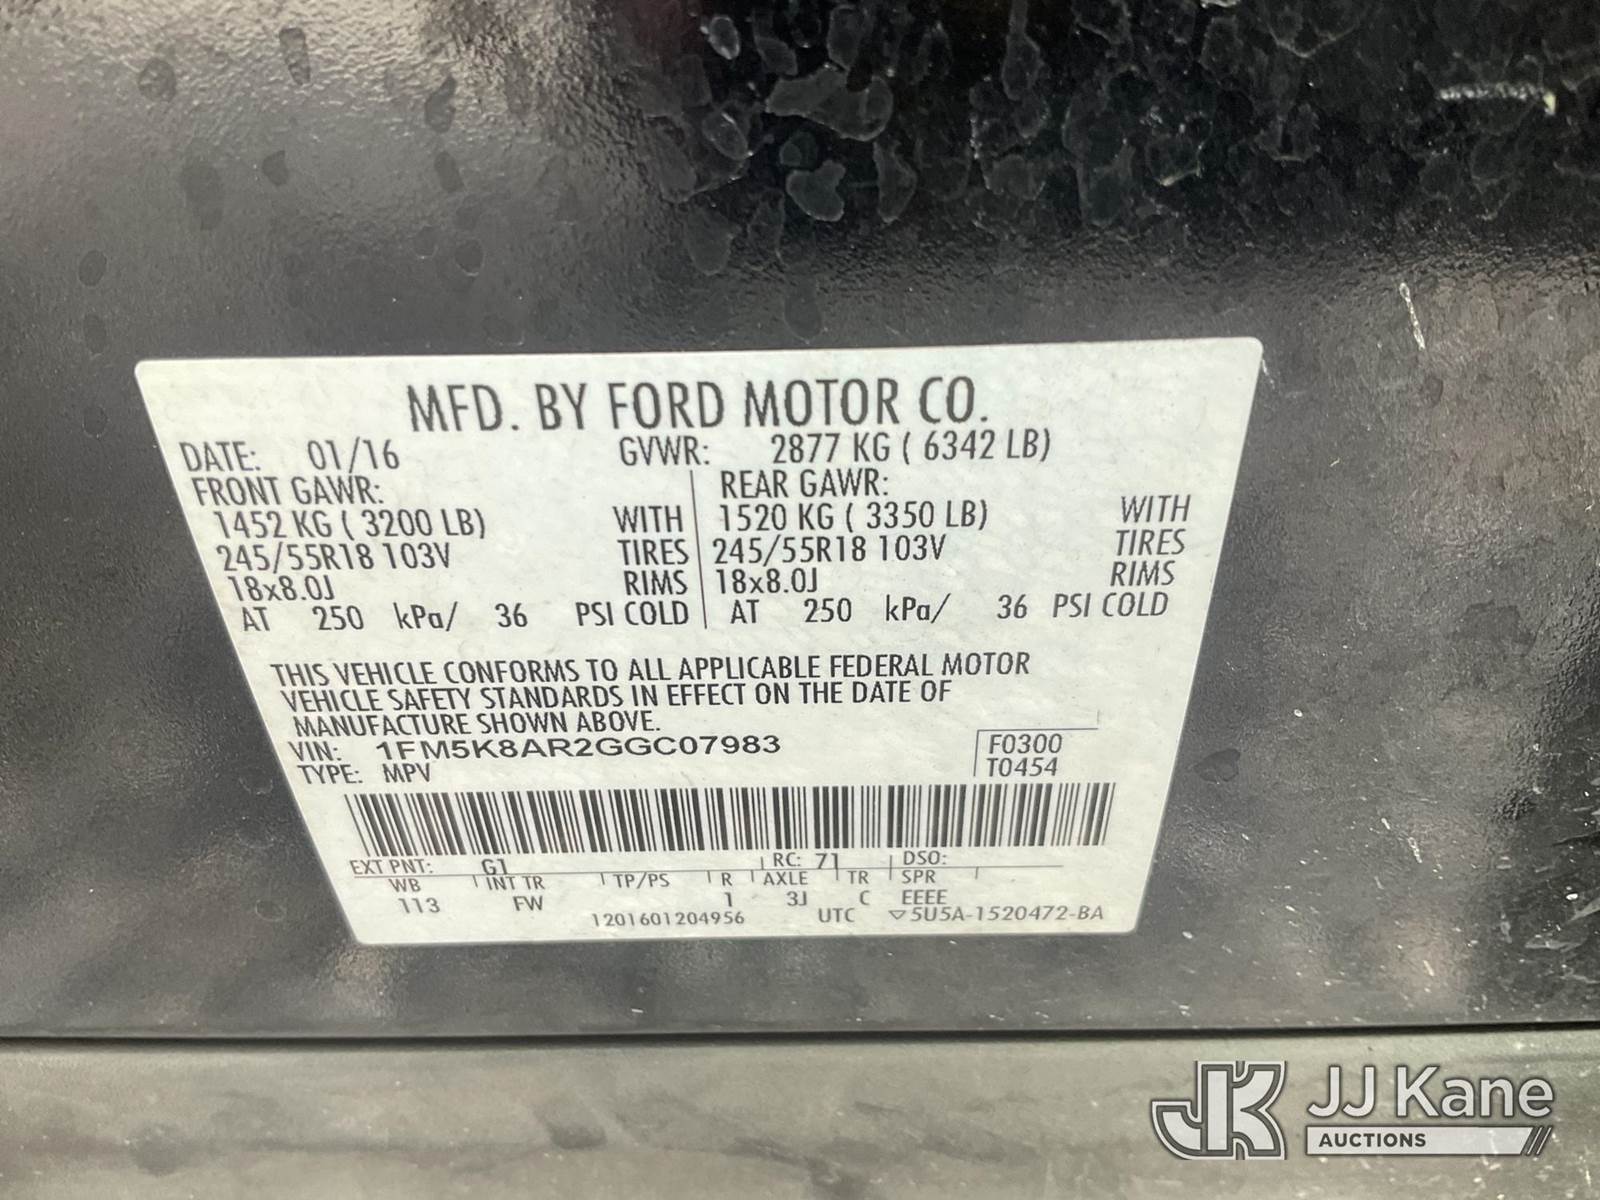 MFD. BY FORD MOTOR CO.
DATE: 01/16 GVWR: 2877 KG ( 6342 LB)
FRONT GAWR: REAR GAWR:
1452 KG ( 3200 LB) WITH 1520 KG ( 3350 LB) WITH
245/55R18 103V TIRES 245/55R18 103V TIRES
18x8.0J RIMS 18x8.0J RIMS
AT 250 kPa/ 36 PSI COLD AT 250 kPa/ 36 PSI COLD
THIS VEHICLE CONFORMS TO ALL APPLICABLE FEDERAL MOTOR
VEHICLE SAFETY STANDARDS IN EFFECT ON THE DATE OF
MANUFACTURE SHOWN ABOVE.
VIN: 1FM5K8AR2GGC07983 F0300
TYPE: MPV T0454
EXT PNT: G1 RC: 71 DSO:
WB INT TR TP/PS R AXLE TR SPR
113 FW 1 3J C EEEE
1201601204956 UTC ▽5U5A-1520472-BA
JK JJ Kane
AUCTIONS